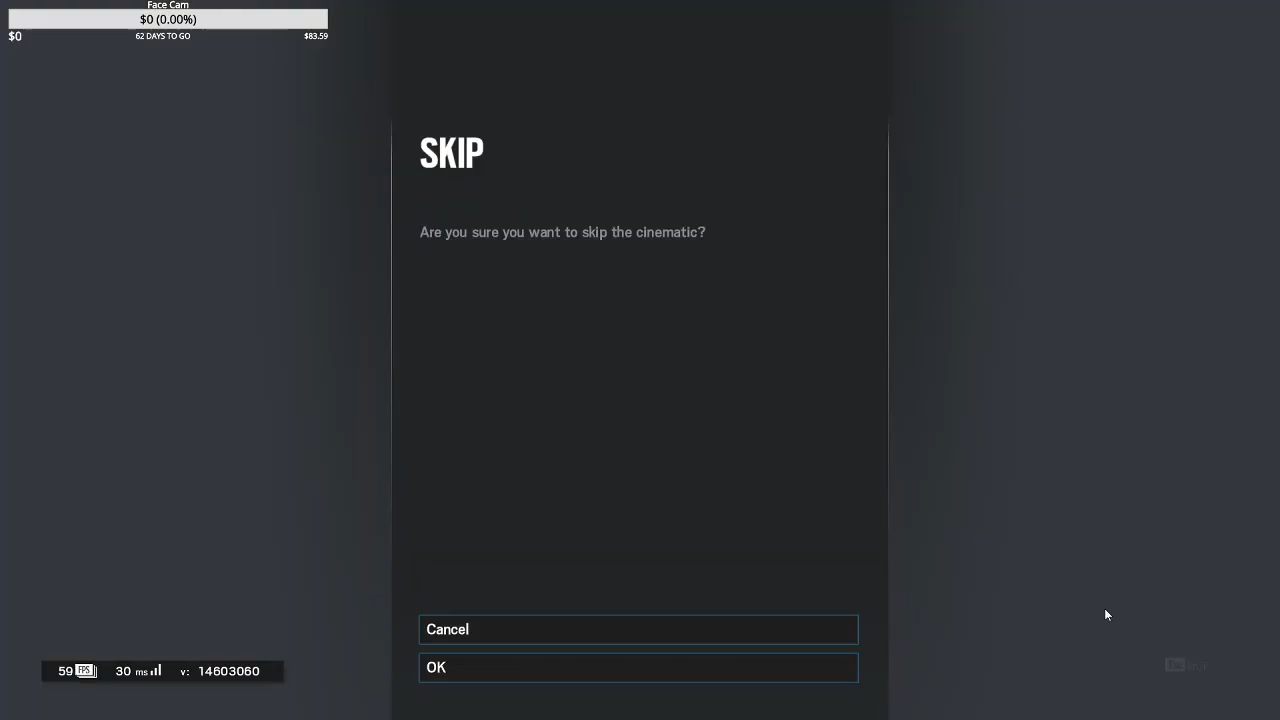 Face Cam
$0 (0.00%)
$0 62 DAYS TO GO $83.59
SKIP
Are you sure you want to skip the cinematic?
Cancel
OK
59 FPS 30 ms v: 14603060